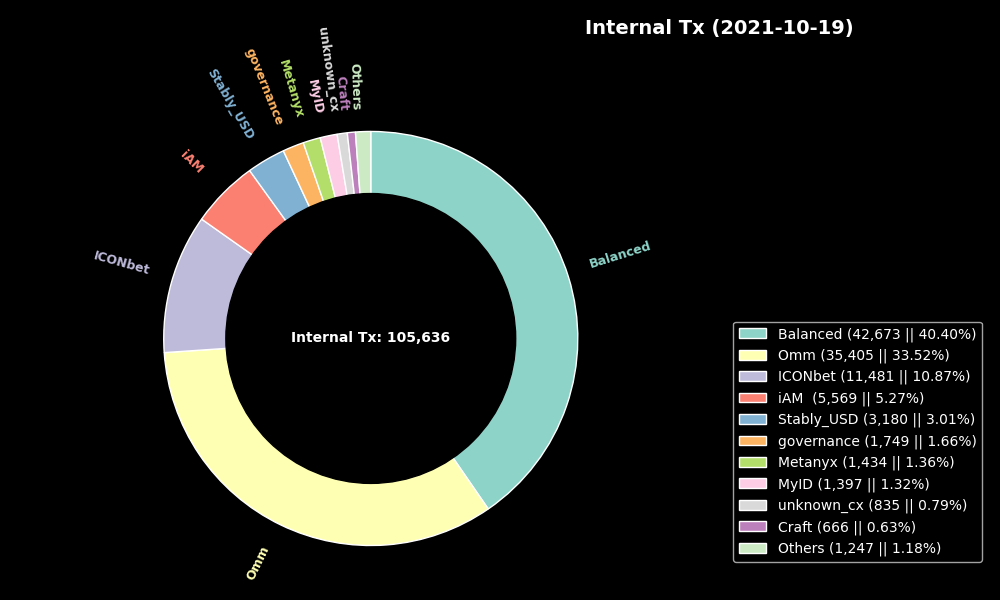 Internal Tx (2021-10-19)
Others
Craft
unknown_cx
MyID
Metanyx
governance
Stably_USD
iAM
ICONbet
Balanced
Omm
Internal Tx: 105,636
Balanced (42,673 || 40.40%)
Omm (35,405 || 33.52%)
ICONbet (11,481 || 10.87%)
iAM  (5,569 || 5.27%)
Stably_USD (3,180 || 3.01%)
governance (1,749 || 1.66%)
Metanyx (1,434 || 1.36%)
MyID (1,397 || 1.32%)
unknown_cx (835 || 0.79%)
Craft (666 || 0.63%)
Others (1,247 || 1.18%)